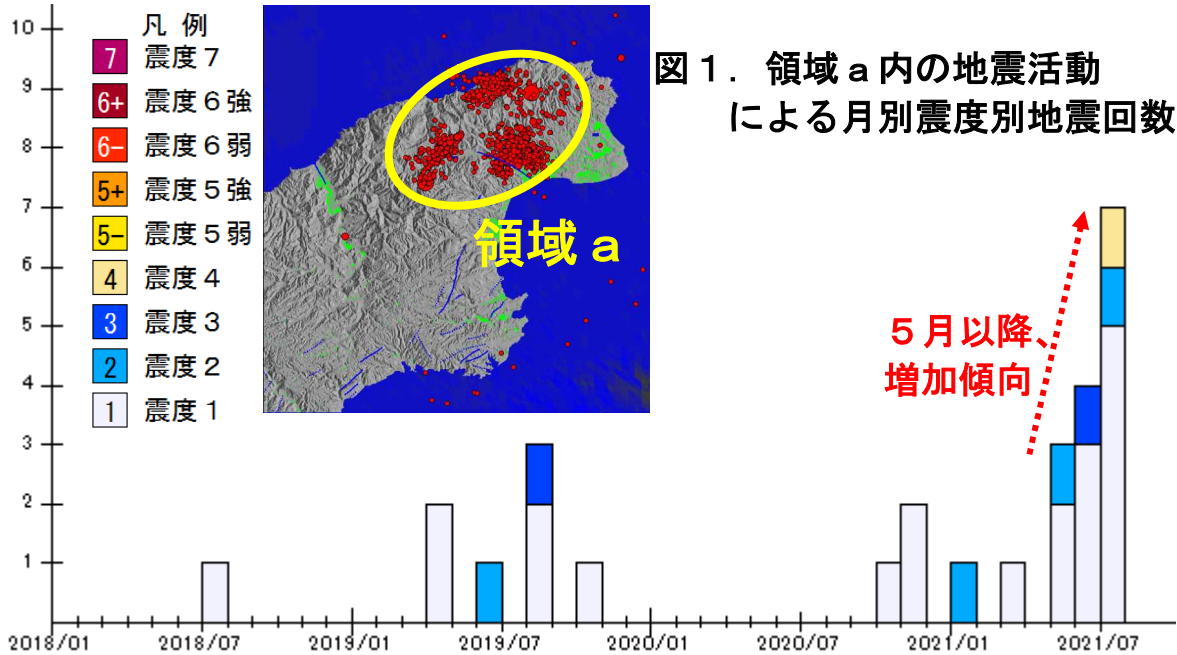 図１．領域ａ内の地震活動
による月別震度別地震回数
凡 例
7 震度７
6+ 震度６強
6- 震度６弱
5+ 震度５強
5- 震度５弱
4 震度４
3 震度３
2 震度２
1 震度１
領域ａ
５月以降、
増加傾向
10
9
8
7
6
5
4
3
2
1
2018/01 2018/07 2019/01 2019/07 2020/01 2020/07 2021/01 2021/07